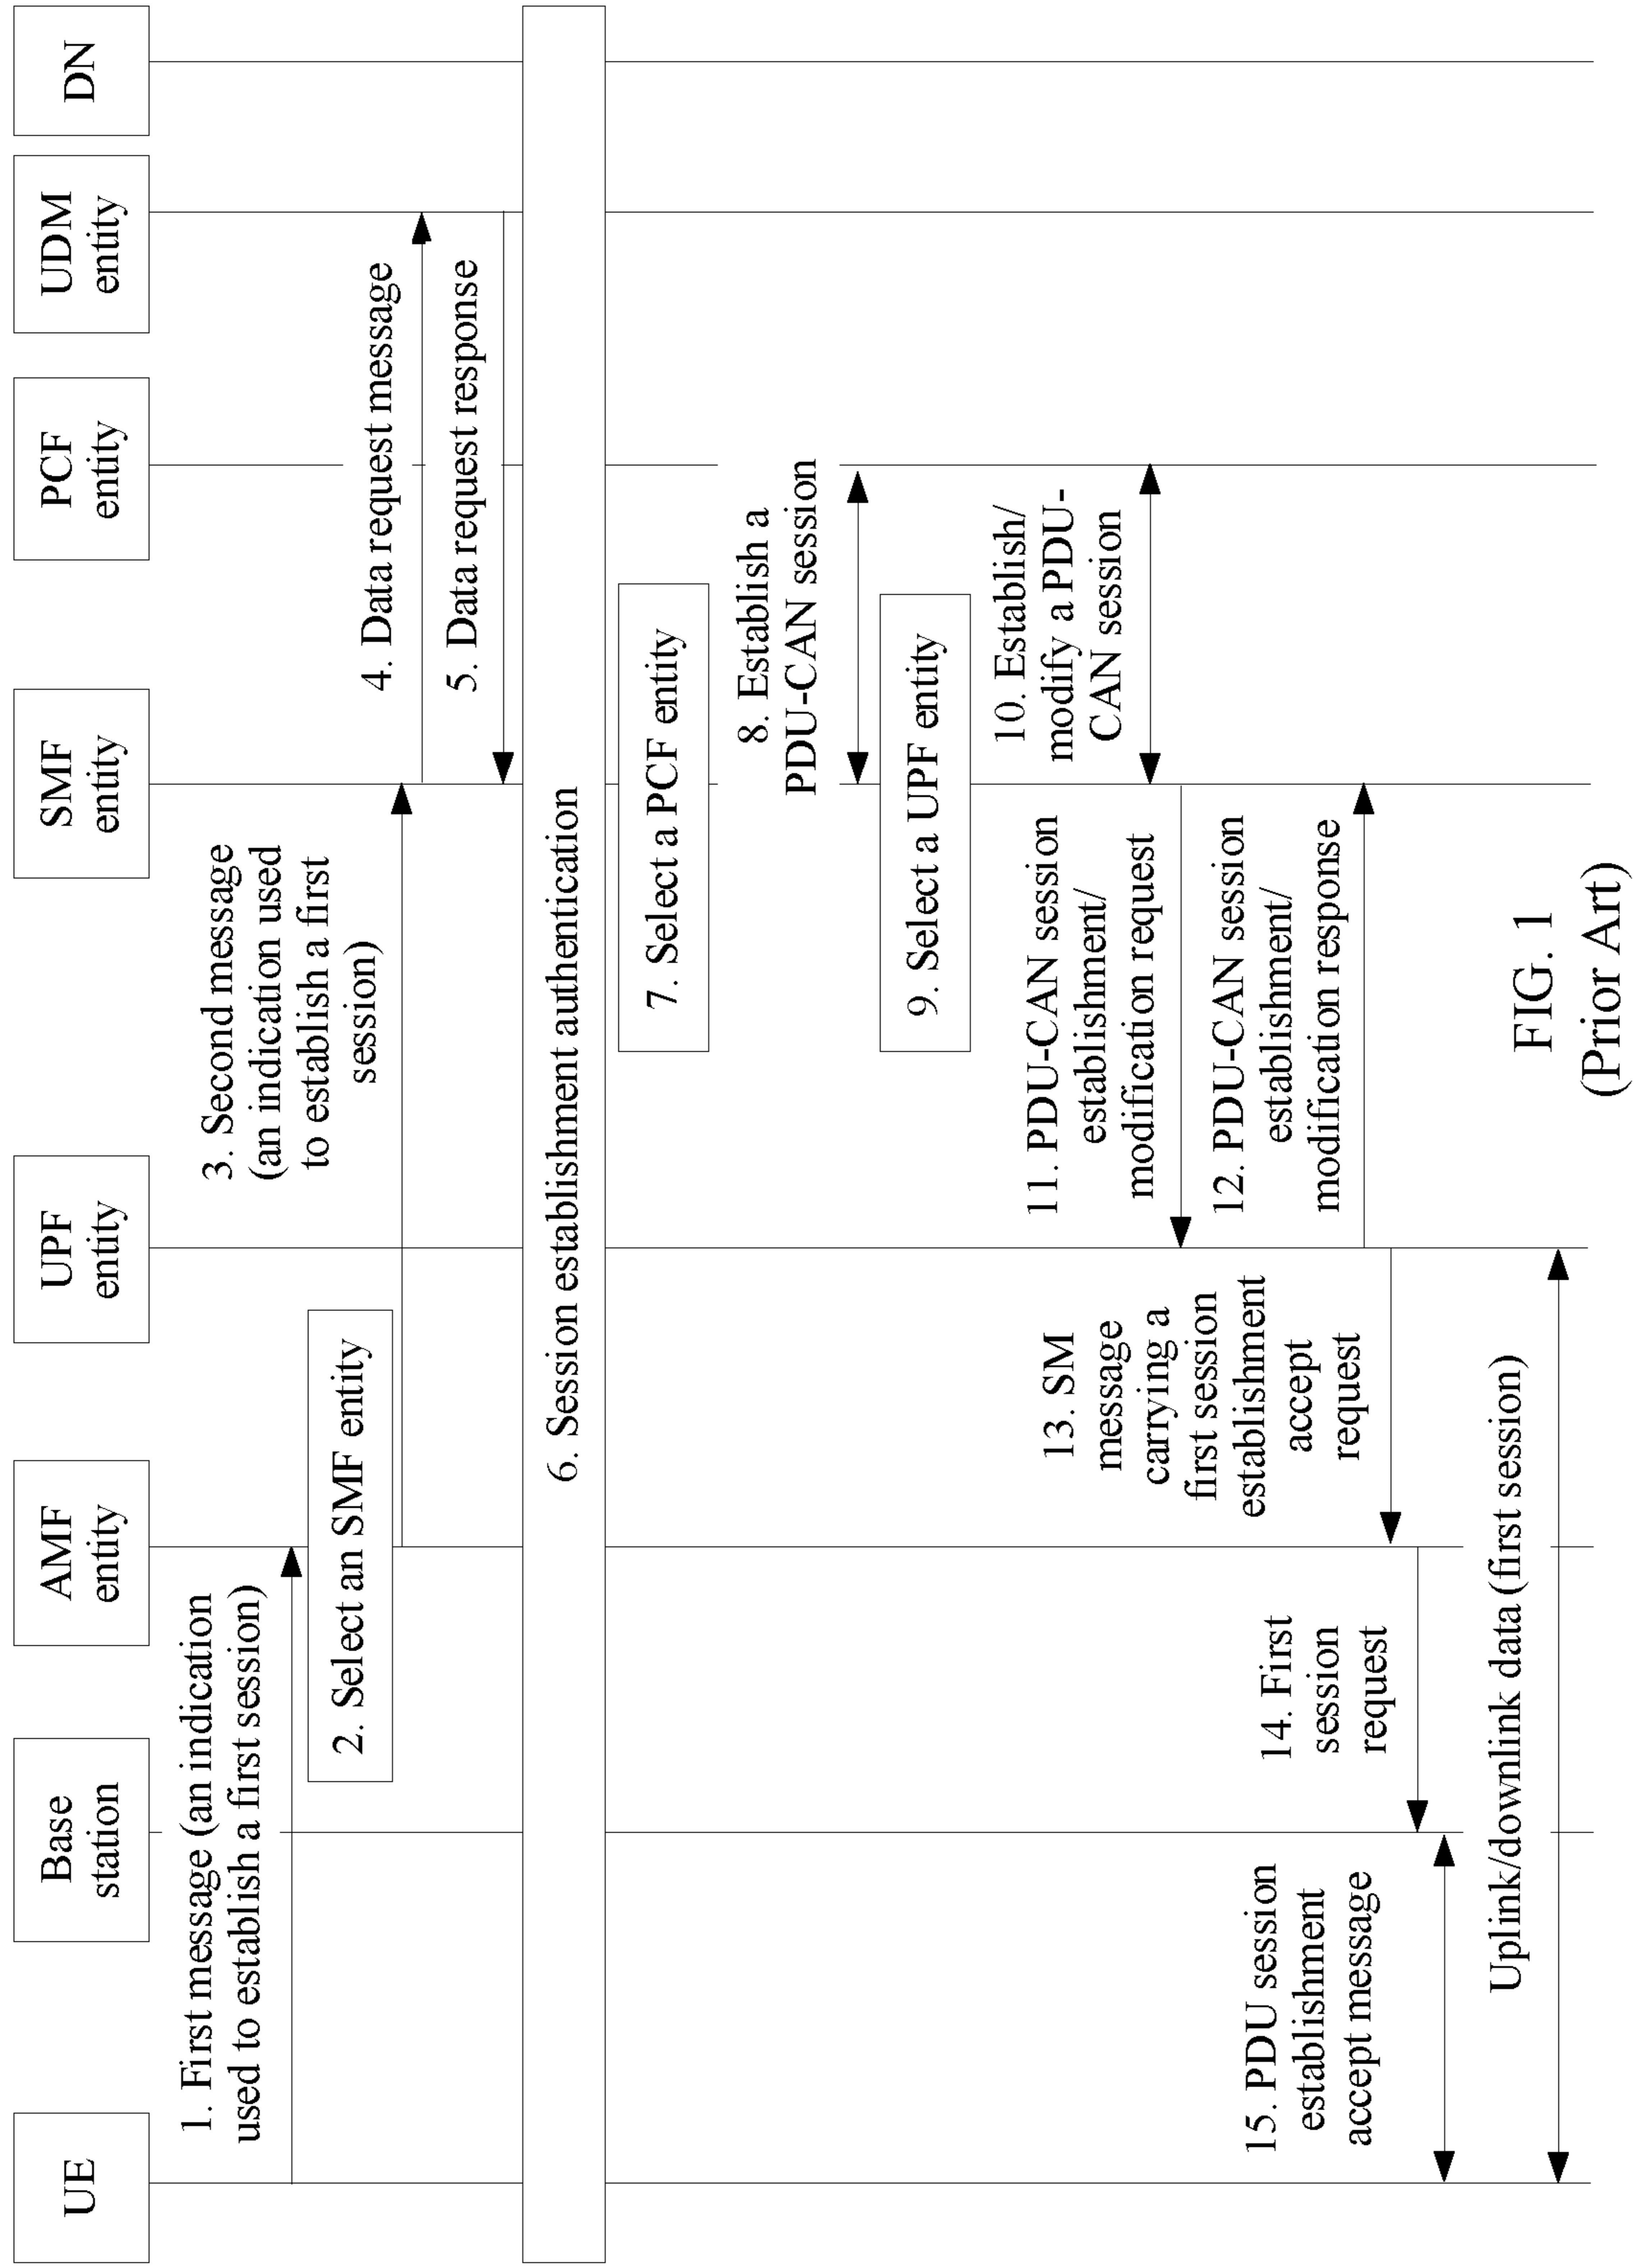 UE
Base
station
AMF
entity
UPF
entity
SMF
entity
PCF
entity
UDM
entity
DN
1. First message (an indication
used to establish a first session)
2. Select an SMF entity
3. Second message
(an indication used
to establish a first
session)
4. Data request message
5. Data request response
6. Session establishment authentication
7. Select a PCF entity
8. Establish a
PDU-CAN session
9. Select a UPF entity
10. Establish/
modify a PDU-
CAN session
11. PDU-CAN session
establishment/
modification request
12. PDU-CAN session
establishment/
modification response
13. SM
message
carrying a
first session
establishment
accept
request
14. First
session
request
15. PDU session
establishment
accept message
Uplink/downlink data (first session)
FIG. 1
(Prior Art)